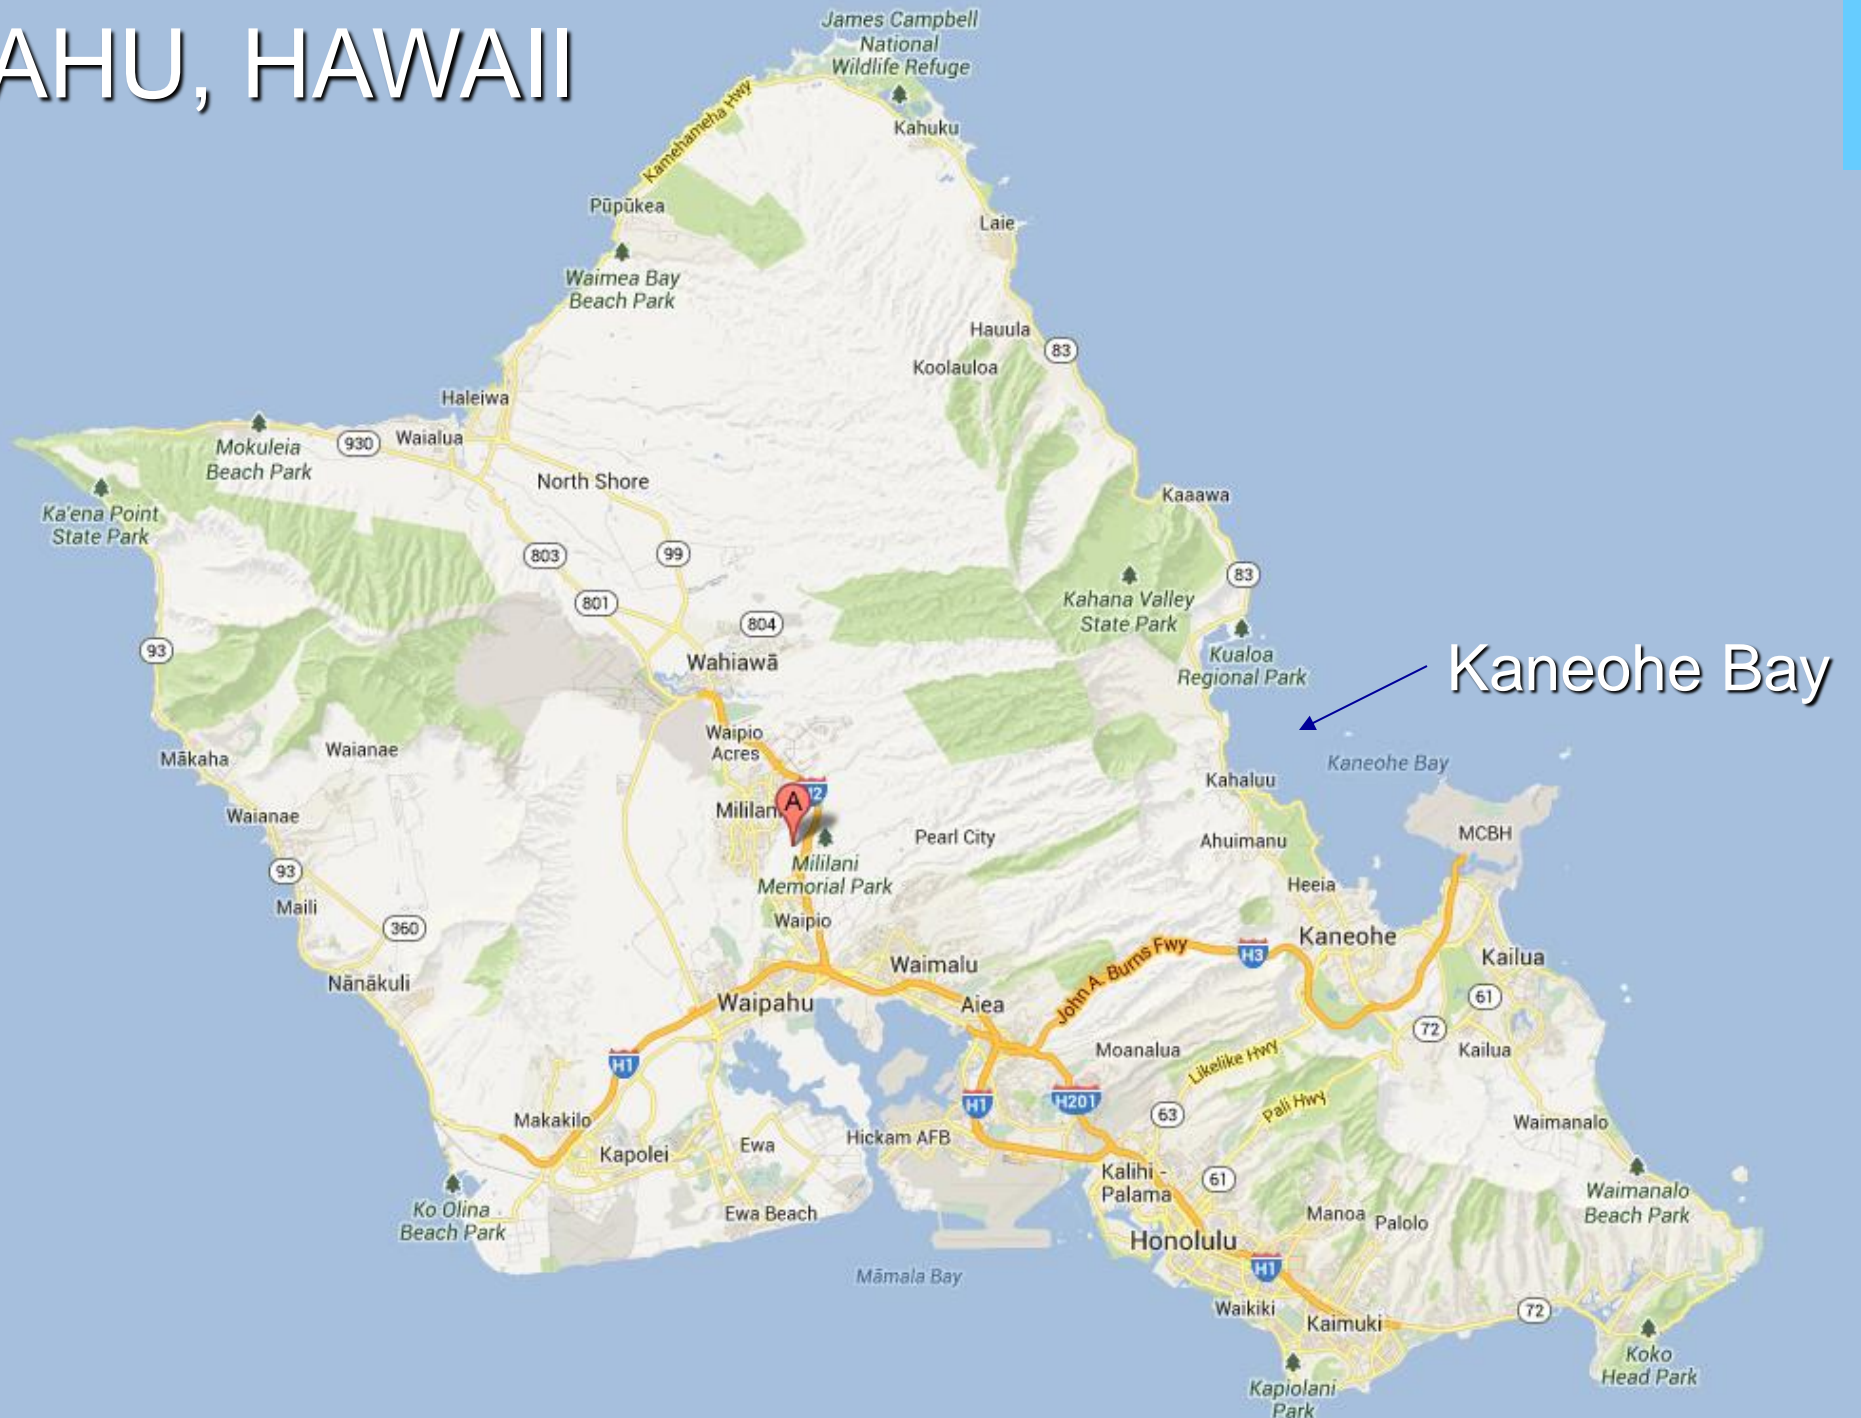 AHU, HAWAII
James Campbell
National
Wildlife Refuge
Kamehameha Hwy
Kahuku
Pūpūkea
Laie
Waimea Bay
Beach Park
Hauula
83
Koolauloa
Haleiwa
Mokuleia
Beach Park
930
Waialua
North Shore
Kaaawa
Ka'ena Point
State Park
803
99
83
801
Kahana Valley
State Park
804
93
Wahiawā
Kualoa
Regional Park
Kaneohe Bay
Waipio
Acres
Mākaha
Waianae
Kaneohe Bay
Kahaluu
A
Mililani
Waianae
Pearl City
Ahuimanu
MCBH
Mililani
Memorial Park
93
Heeia
Maili
360
Waipio
Kaneohe
John A. Burns Fwy
H3
Kailua
Waimalu
Nānākuli
Waipahu
Aiea
61
72
Moanalua
Likelike Hwy
Kailua
H1
H1
H201
Pali Hwy
63
Makakilo
Waimanalo
Hickam AFB
Ewa
Kapolei
Kalihi -
Palama
61
Ko Olina
Beach Park
Ewa Beach
Waimanalo
Beach Park
Manoa
Palolo
Honolulu
H1
Māmala Bay
Waikiki
72
Kaimuki
Koko
Head Park
Kapiolani
Park